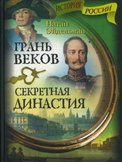 ИСТОРИЯ
РОССИИ
Натан
Эйдельман
ГРАНЬ
ВЕКОВ
СЕКРЕТНАЯ
ДИНАСТИЯ